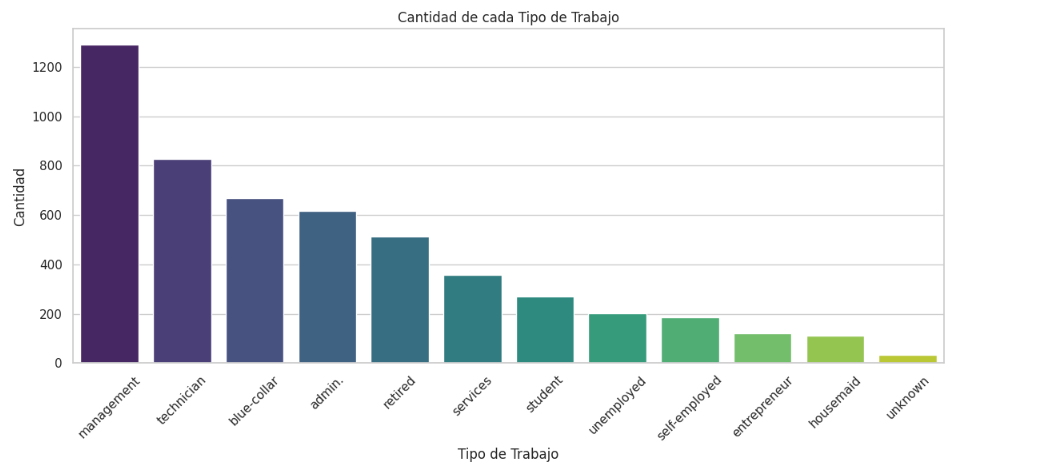 Cantidad de cada Tipo de Trabajo
Cantidad
1200
1000
800
600
400
200
0
management
technician
blue-collar
admin.
retired
services
student
unemployed
self-employed
entrepreneur
housemaid
unknown
Tipo de Trabajo